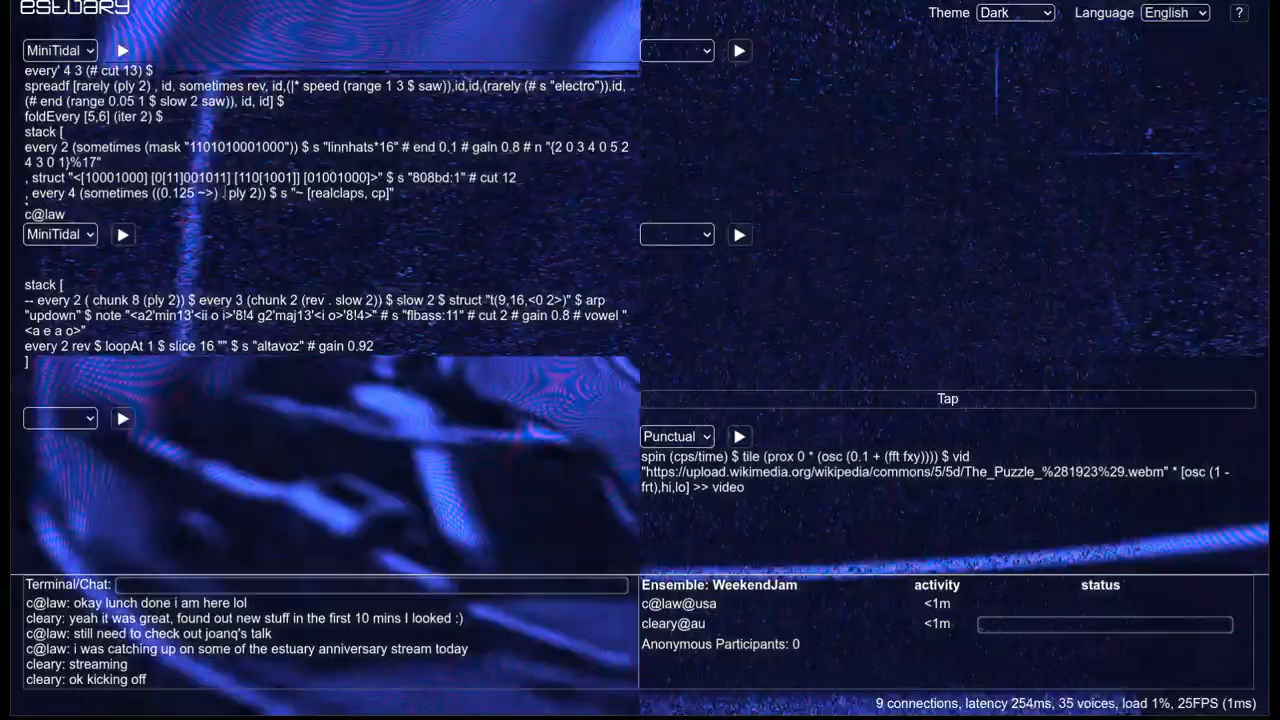 estuary
Theme Dark Language English ?
MiniTidal
every' 4 3 (# cut 13) $
spreadf [rarely (ply 2) , id, sometimes rev, id,(|* speed (range 1 3 $ saw)),id,id,(rarely (# s "electro")),id,
(# end (range 0.05 1 $ slow 2 saw)), id, id] $
foldEvery [5,6] (iter 2) $
stack [
every 2 (sometimes (mask "1101010001000")) $ s "linnhats*16" # end 0.1 # gain 0.8 # n "{2 0 3 4 0 5 2
4 3 0 1}%17"
, struct "<[10001000] [0[11]001011] [110[1001]] [01001000]>" $ s "808bd:1" # cut 12
, every 4 (sometimes ((0.125 ~>) . ply 2)) $ s "~ [realclaps, cp]"
c@law
MiniTidal
stack [
-- every 2 ( chunk 8 (ply 2)) $ every 3 (chunk 2 (rev . slow 2)) $ slow 2 $ struct "t(9,16,<0 2>)" $ arp
"updown" $ note "<a2'min13'<ii o i>'8!4 g2'maj13'<i o>'8!4>" # s "flbass:11" # cut 2 # gain 0.8 # vowel "
<a e a o>"
every 2 rev $ loopAt 1 $ slice 16 "" $ s "altavoz" # gain 0.92
]
Tap
Punctual
spin (cps/time) $ tile (prox 0 * (osc (0.1 + (fft fxy)))) $ vid
"https://upload.wikimedia.org/wikipedia/commons/5/5d/The_Puzzle_%281923%29.webm" * [osc (1 -
frt),hi,lo] >> video
Terminal/Chat:
c@law: okay lunch done i am here lol
cleary: yeah it was great, found out new stuff in the first 10 mins I looked :)
c@law: still need to check out joanq's talk
c@law: i was catching up on some of the estuary anniversary stream today
cleary: streaming
cleary: ok kicking off
Ensemble: WeekendJam activity status
c@law@usa <1m
cleary@au <1m
Anonymous Participants: 0
9 connections, latency 254ms, 35 voices, load 1%, 25FPS (1ms)